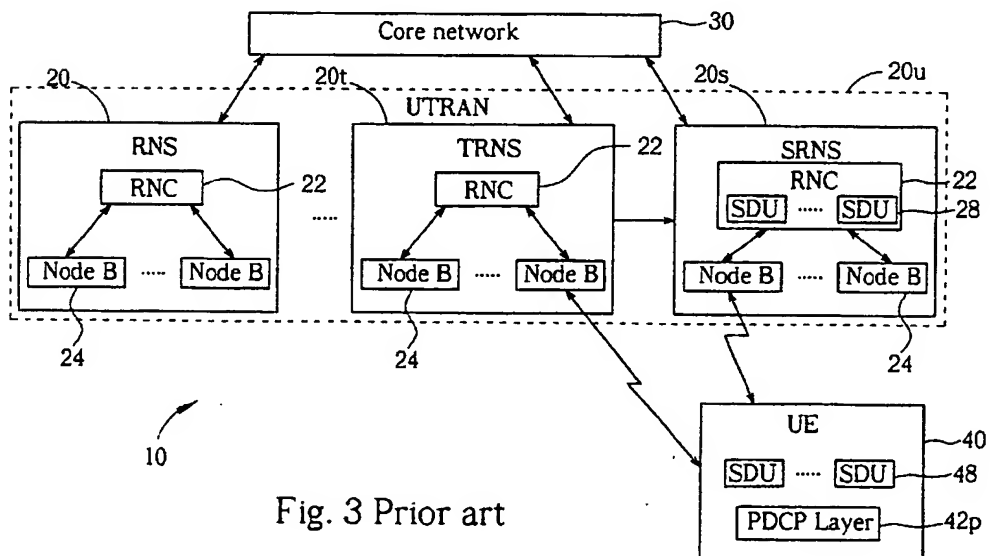 Core network
30
20
20t
20s
20u
UTRAN
RNS
TRNS
SRNS
RNC
22
RNC
22
RNC
22
SDU ..... SDU
28
.....
Node B ..... Node B
Node B ..... Node B
Node B ..... Node B
24
24
24
10
UE
40
SDU ..... SDU
48
PDCP Layer
42p
Fig. 3 Prior art